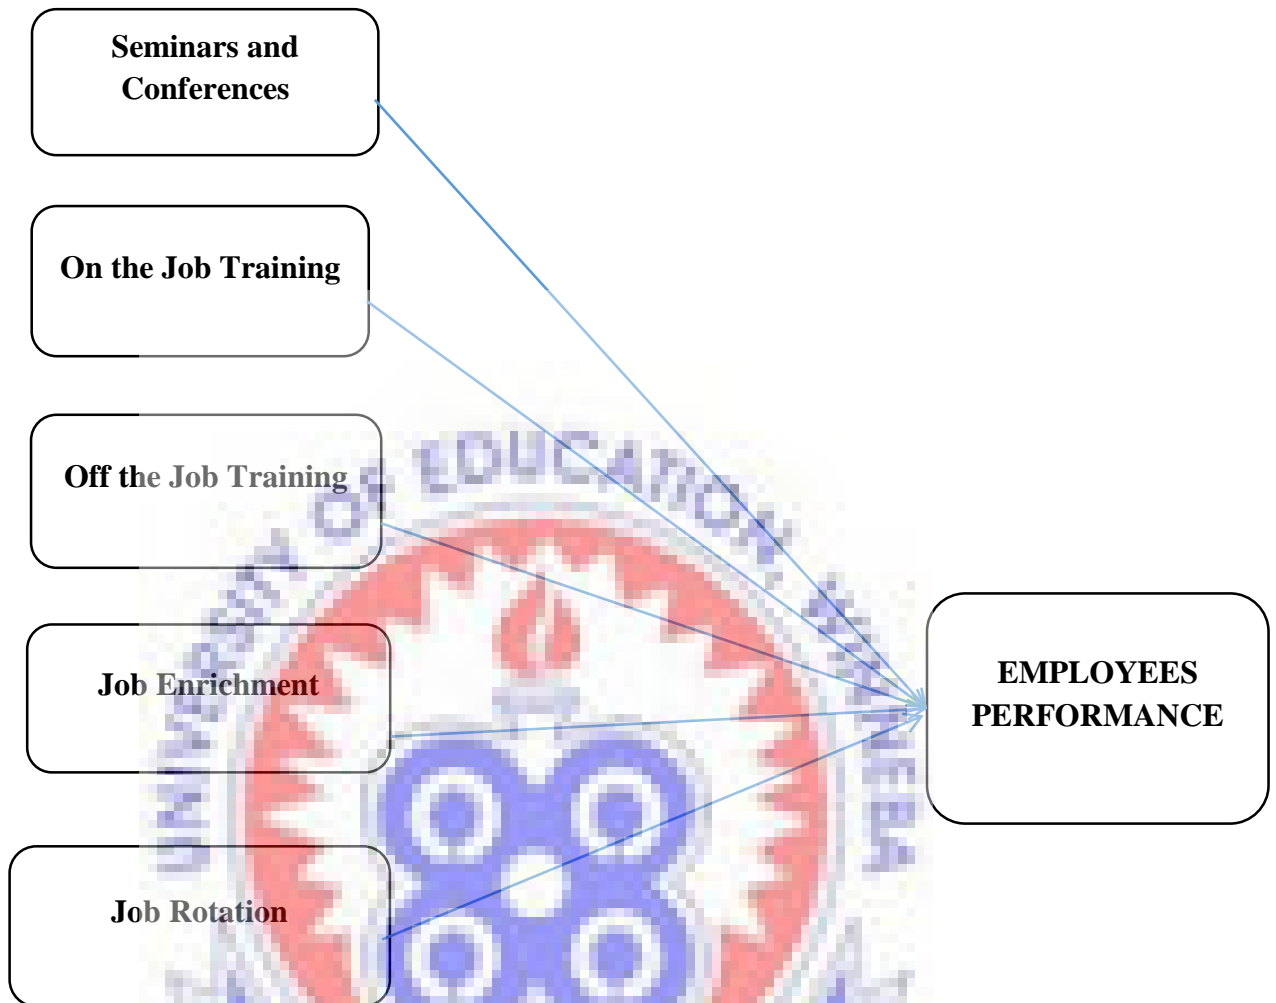 Seminars and
Conferences
On the Job Training
Off the Job Training
Job Enrichment
Job Rotation
EMPLOYEES
PERFORMANCE
UNIVERSITY OF EDUCATION, WINNEBA